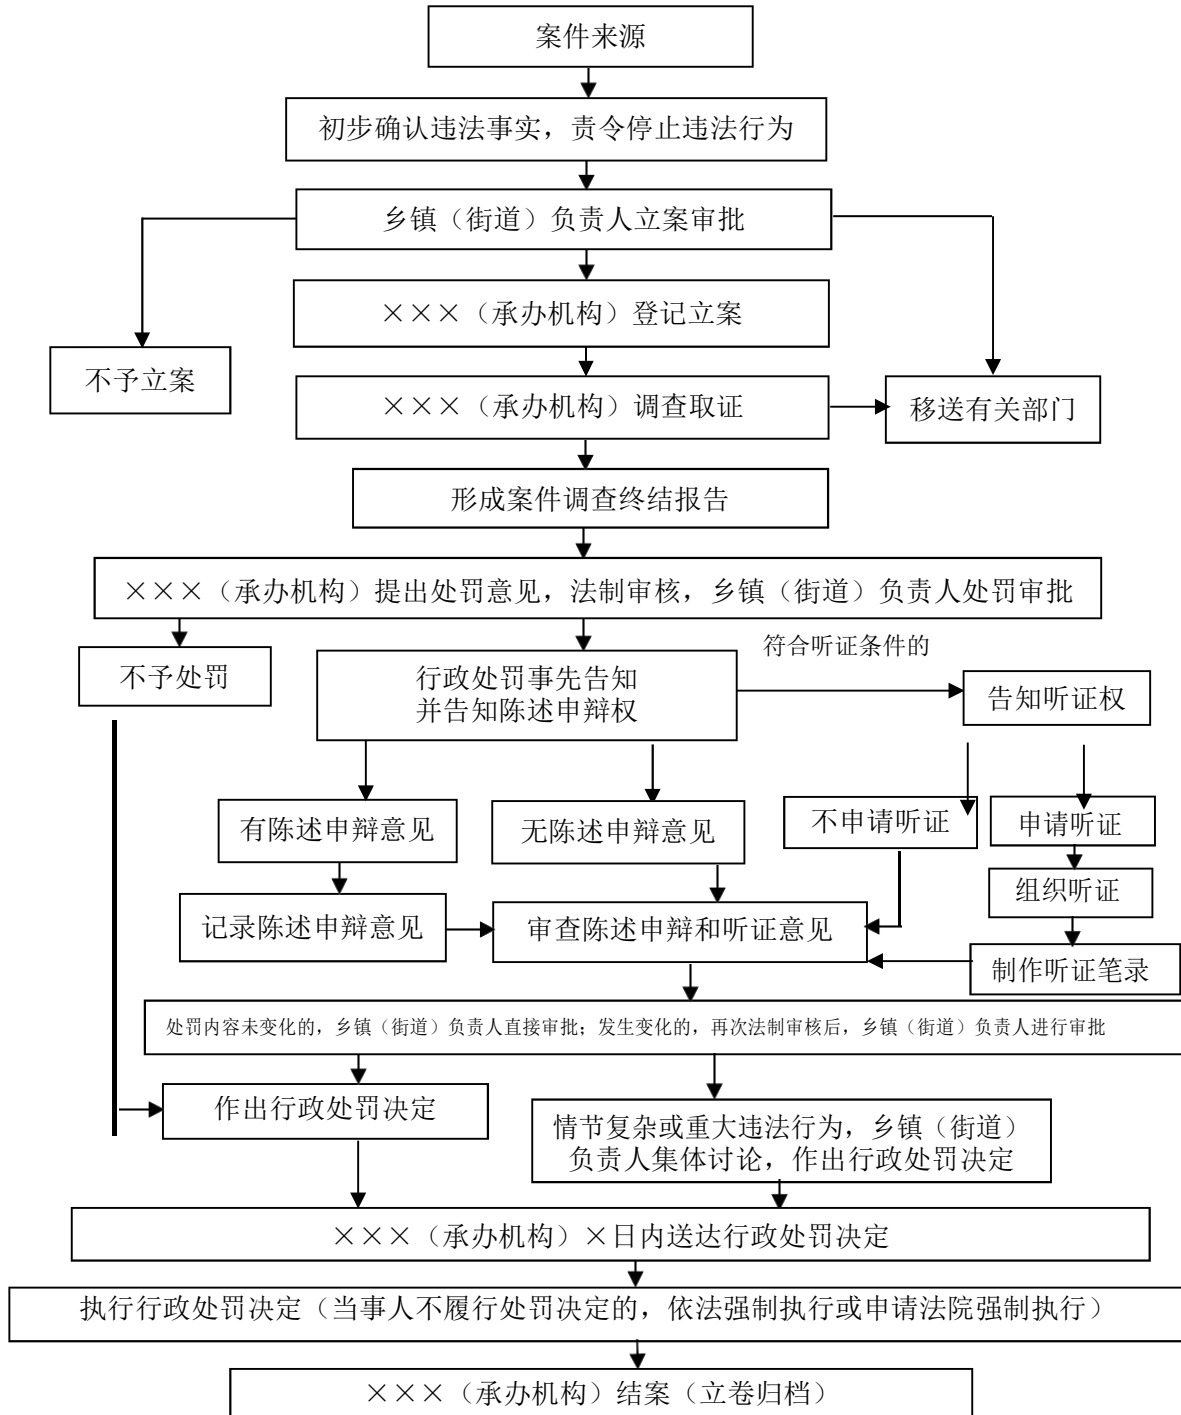 案件来源
初步确认违法事实，责令停止违法行为
乡镇（街道）负责人立案审批
×××（承办机构）登记立案
不予立案
×××（承办机构）调查取证
移送有关部门
形成案件调查终结报告
×××（承办机构）提出处罚意见，法制审核，乡镇（街道）负责人处罚审批
不予处罚
行政处罚事先告知
并告知陈述申辩权
符合听证条件的
告知听证权
有陈述申辩意见
无陈述申辩意见
不申请听证
申请听证
组织听证
记录陈述申辩意见
审查陈述申辩和听证意见
制作听证笔录
处罚内容未变化的，乡镇（街道）负责人直接审批；发生变化的，再次法制审核后，乡镇（街道）负责人进行审批
作出行政处罚决定
情节复杂或重大违法行为，乡镇（街道）
负责人集体讨论，作出行政处罚决定
×××（承办机构）×日内送达行政处罚决定
执行行政处罚决定（当事人不履行处罚决定的，依法强制执行或申请法院强制执行）
×××（承办机构）结案（立卷归档）